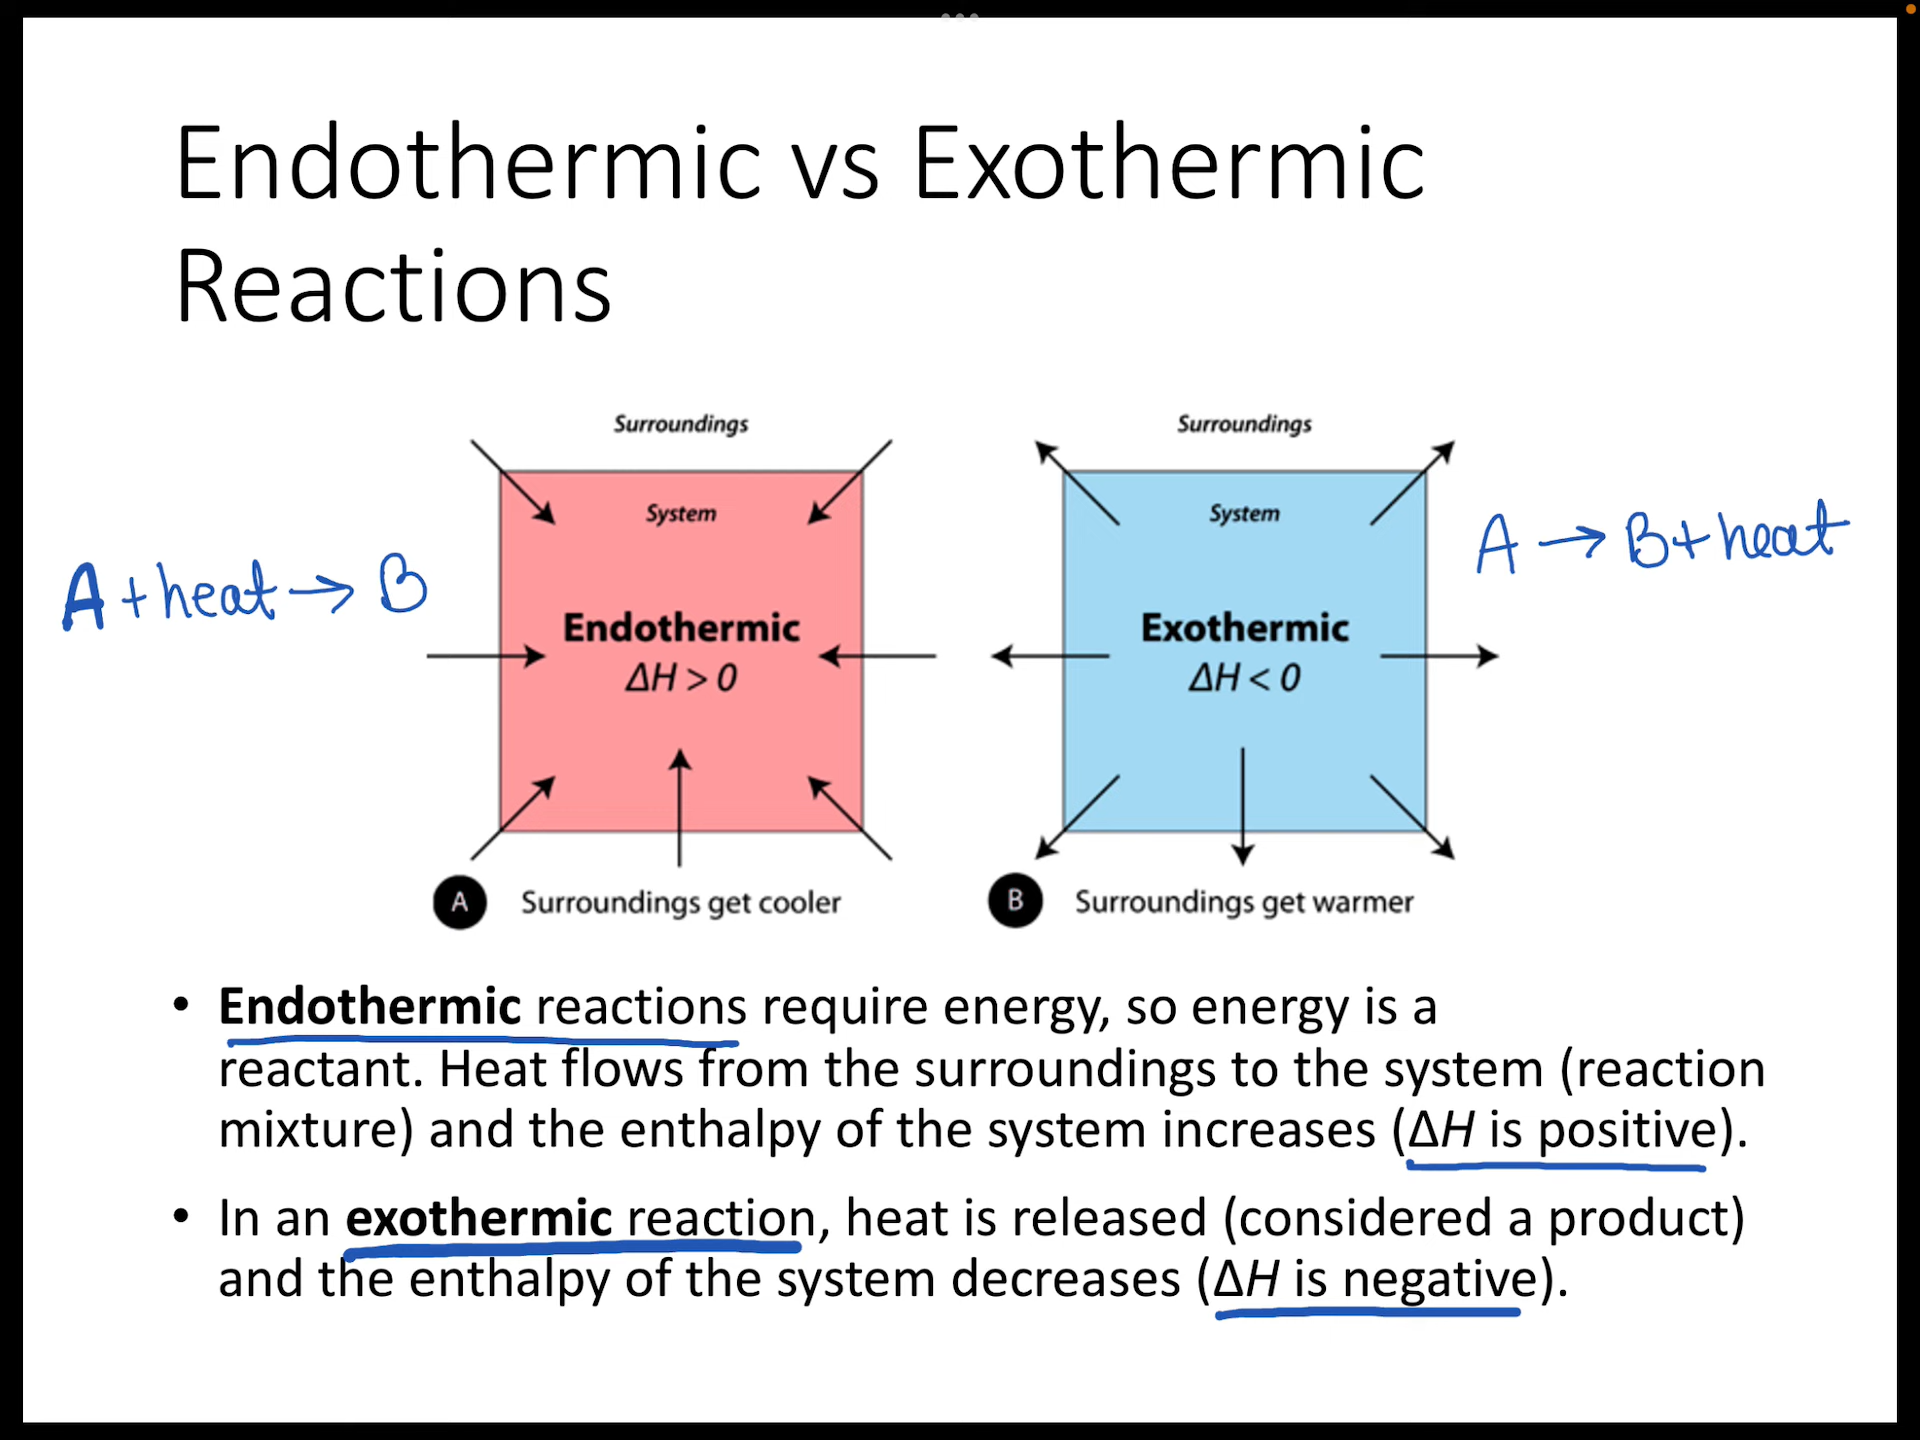 Endothermic vs Exothermic
Reactions
Surroundings
System
A + heat → B
Endothermic
ΔH > 0
A Surroundings get cooler
Surroundings
System
A → B + heat
Exothermic
ΔH < 0
B Surroundings get warmer
• Endothermic reactions require energy, so energy is a
reactant. Heat flows from the surroundings to the system (reaction
mixture) and the enthalpy of the system increases (ΔH is positive).
• In an exothermic reaction, heat is released (considered a product)
and the enthalpy of the system decreases (ΔH is negative).